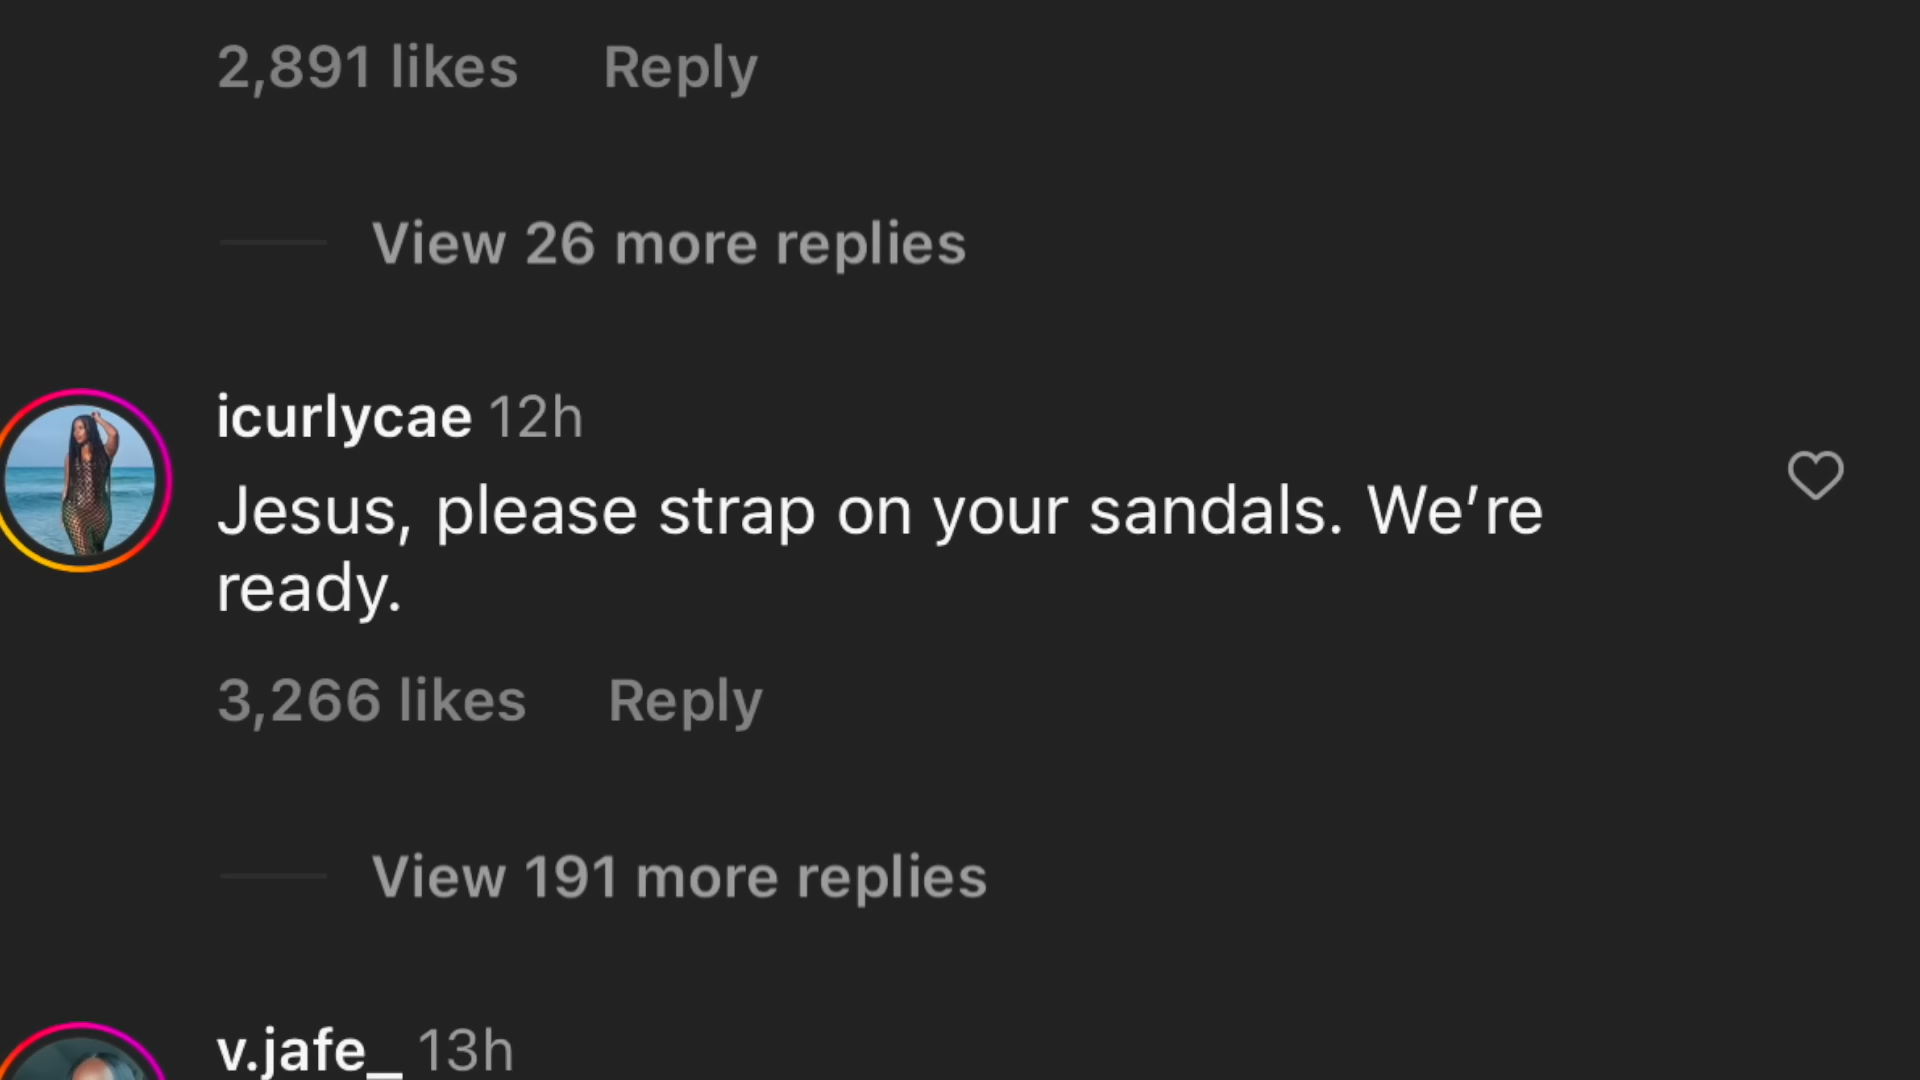 2,891 likes Reply
View 26 more replies
icurlycae 12h
Jesus, please strap on your sandals. We’re
ready.
3,266 likes Reply
View 191 more replies
v.jafe_ 13h